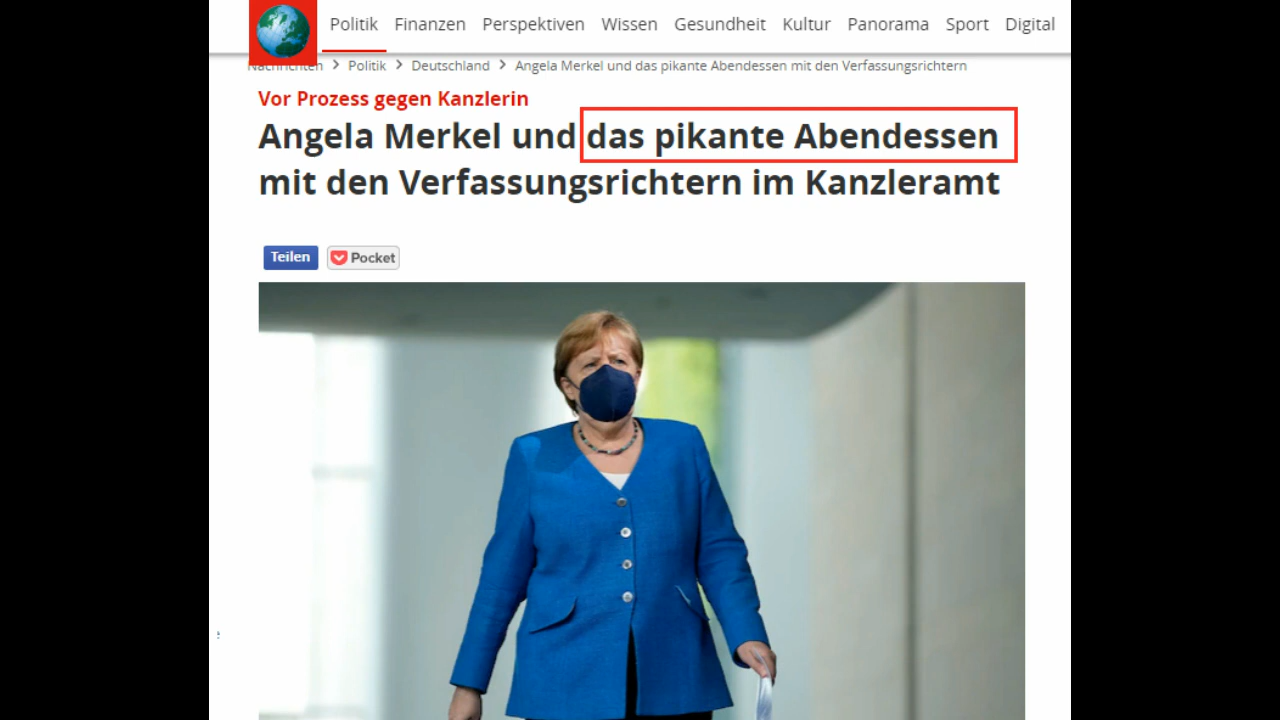 Politik Finanzen Perspektiven Wissen Gesundheit Kultur Panorama Sport Digital
Nachrichten > Politik > Deutschland > Angela Merkel und das pikante Abendessen mit den Verfassungsrichtern
Vor Prozess gegen Kanzlerin
Angela Merkel und das pikante Abendessen
mit den Verfassungsrichtern im Kanzleramt
Teilen Pocket